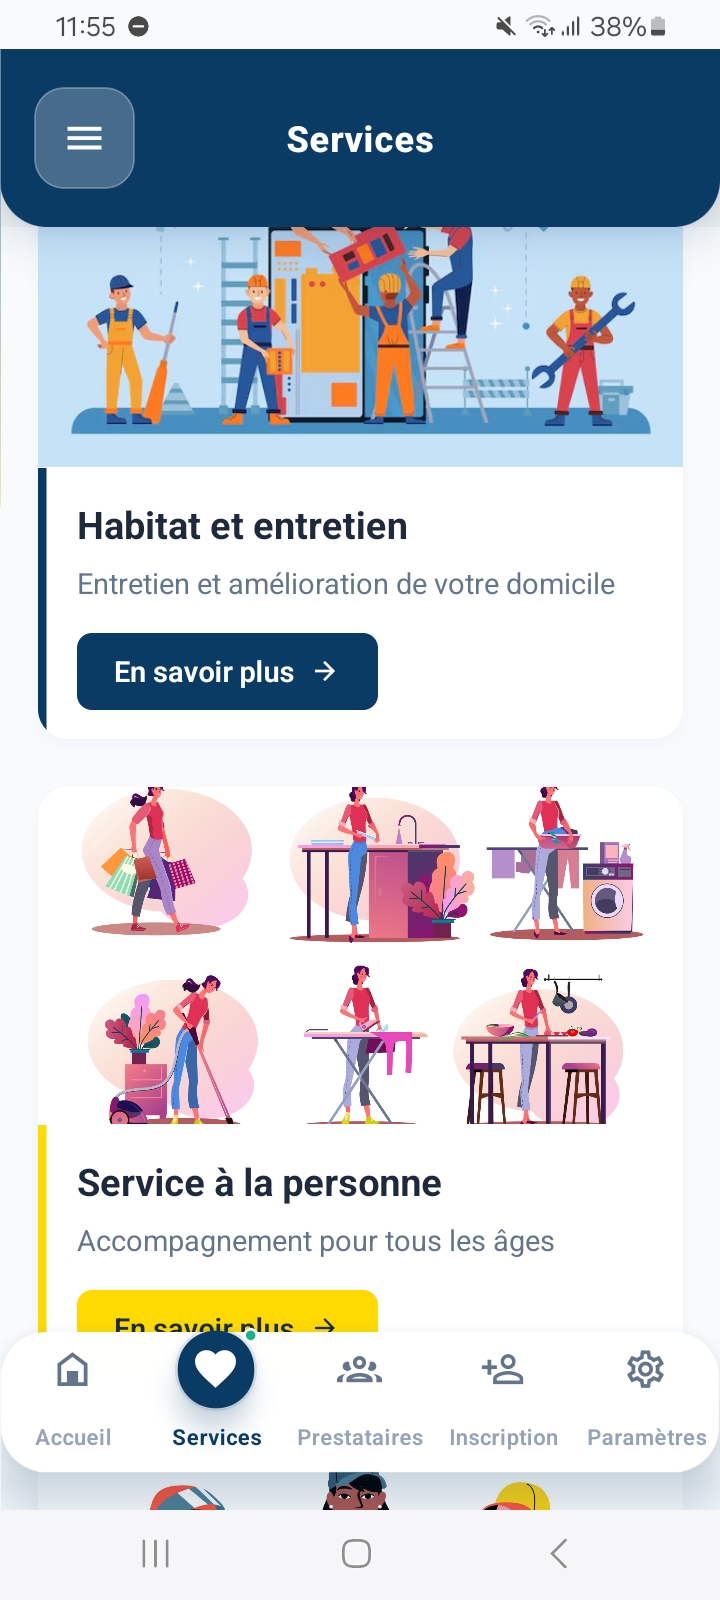 11:55
38%
Services
Habitat et entretien
Entretien et amélioration de votre domicile
En savoir plus →
Service à la personne
Accompagnement pour tous les âges
En savoir plus →
Accueil
Services
Prestataires
Inscription
Paramètres